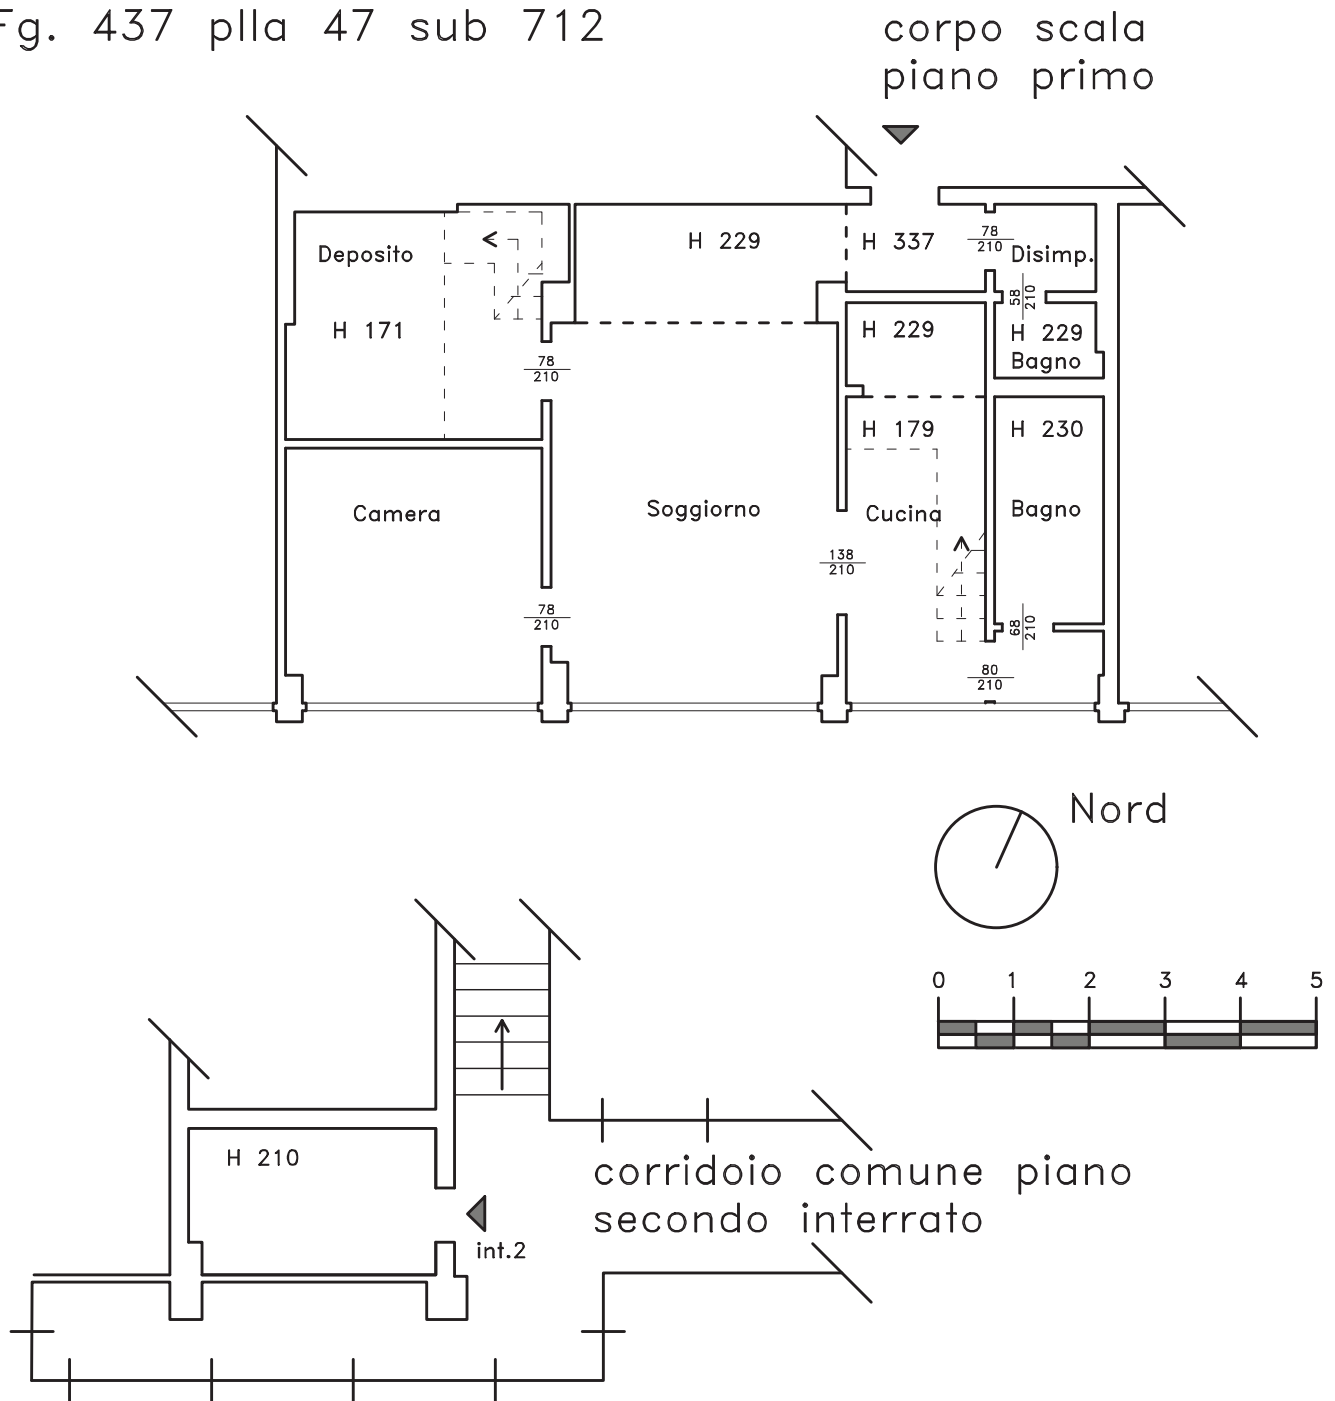 Fg. 437 plla 47 sub 712
corpo scala
piano primo
Deposito
H 171
H 229
H 337
78
210
Disimp.
58
210
H 229
H 229
Bagno
78
210
H 179
H 230
Camera
Soggiorno
Cucina
Bagno
138
210
78
210
68
210
80
210
Nord
0 1 2 3 4 5
H 210
corridoio comune piano
secondo interrato
int.2